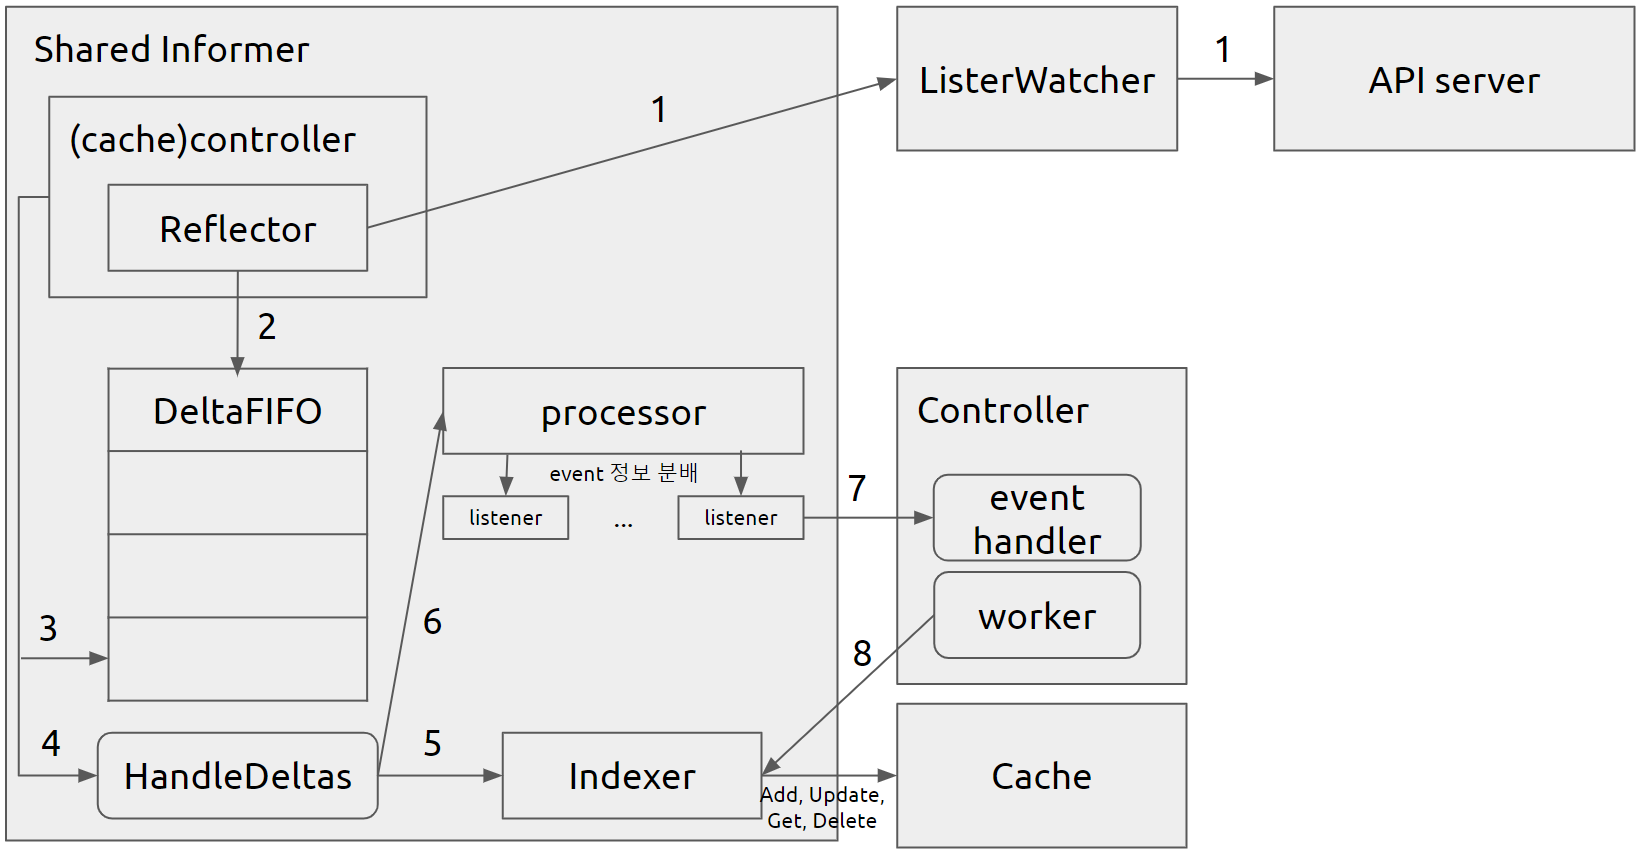 Shared Informer
(cache)controller
Reflector
1
ListerWatcher
1
API server
2
DeltaFIFO
processor
event 정보 분배
listener
...
listener
7
Controller
event
handler
worker
3
6
8
4
HandleDeltas
5
Indexer
Add, Update,
Get, Delete
Cache